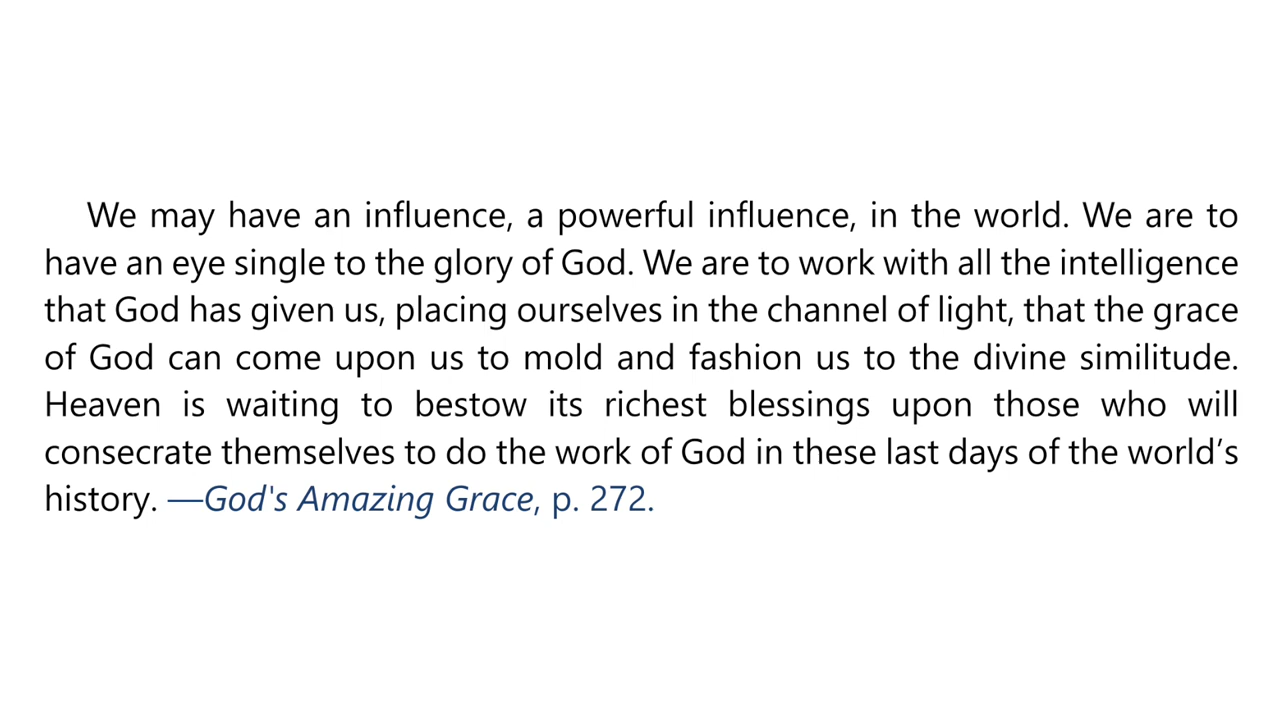 We may have an influence, a powerful influence, in the world. We are to
have an eye single to the glory of God. We are to work with all the intelligence
that God has given us, placing ourselves in the channel of light, that the grace
of God can come upon us to mold and fashion us to the divine similitude.
Heaven is waiting to bestow its richest blessings upon those who will
consecrate themselves to do the work of God in these last days of the world’s
history. —God's Amazing Grace, p. 272.